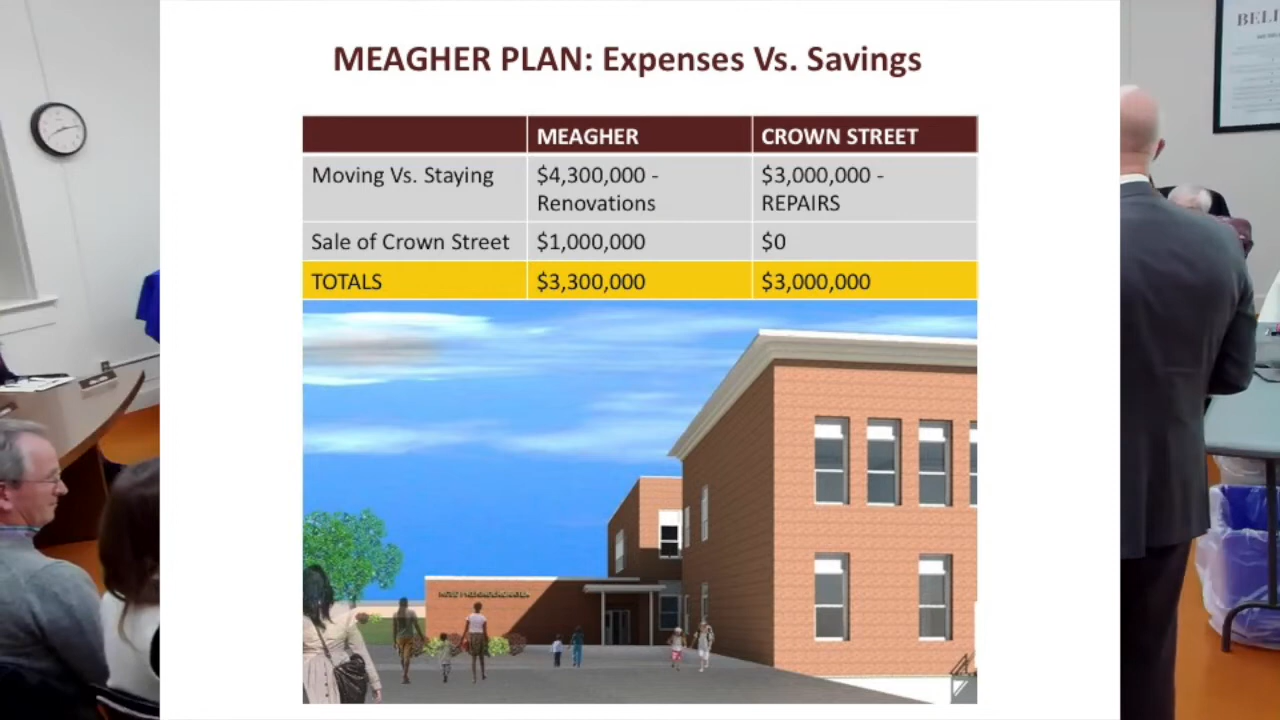 MEAGHER PLAN: Expenses Vs. Savings
MEAGHER CROWN STREET
Moving Vs. Staying $4,300,000 - $3,000,000 -
Renovations REPAIRS
Sale of Crown Street $1,000,000 $0
TOTALS $3,300,000 $3,000,000